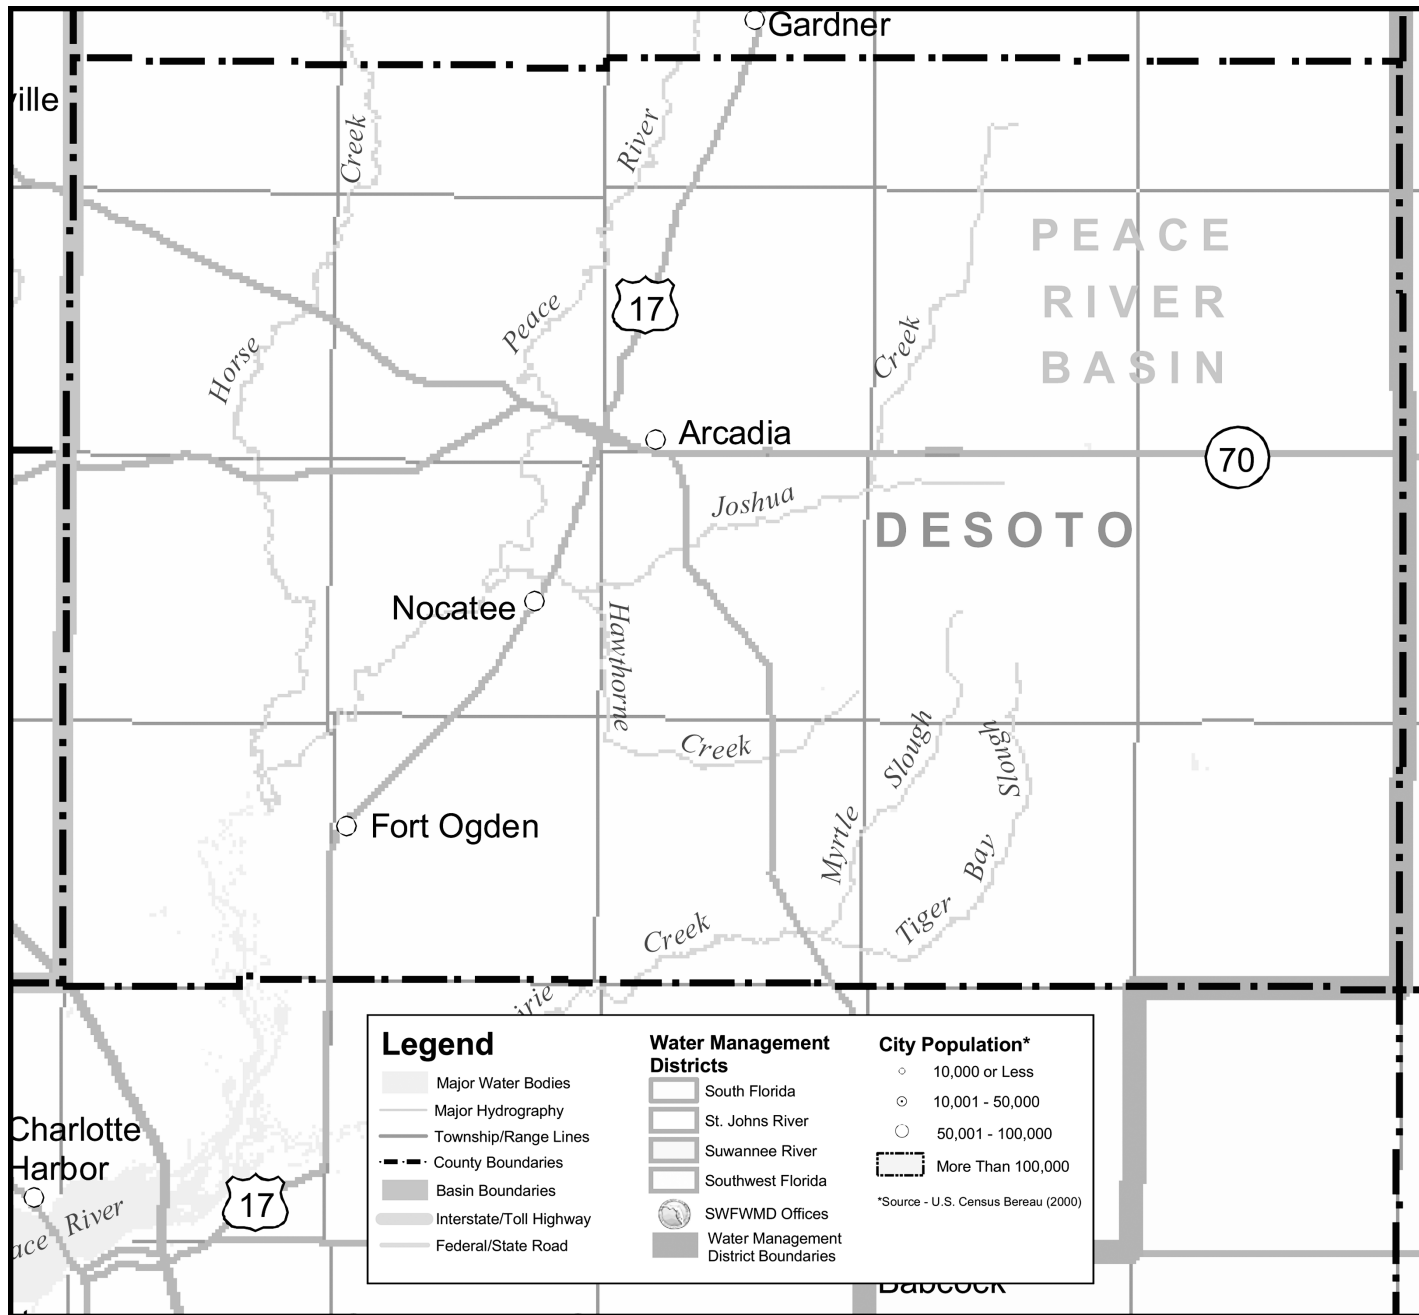 Gardner
ville
Creek
River
PEACE
RIVER
BASIN
17
Peace
Creek
Horse
Arcadia
70
Joshua
DESOTO
Nocatee
Hawthorne
Slough
Slough
Creek
Myrtle
Fort Ogden
Bay
Tiger
Creek
irie
Legend
Major Water Bodies
Major Hydrography
Township/Range Lines
County Boundaries
Basin Boundaries
Interstate/Toll Highway
Federal/State Road
Water Management
Districts
South Florida
St. Johns River
Suwannee River
Southwest Florida
SWFWMD Offices
Water Management
District Boundaries
City Population*
10,000 or Less
10,001 - 50,000
50,001 - 100,000
More Than 100,000
*Source - U.S. Census Bereau (2000)
Charlotte
Harbor
17
ace River
Babcock